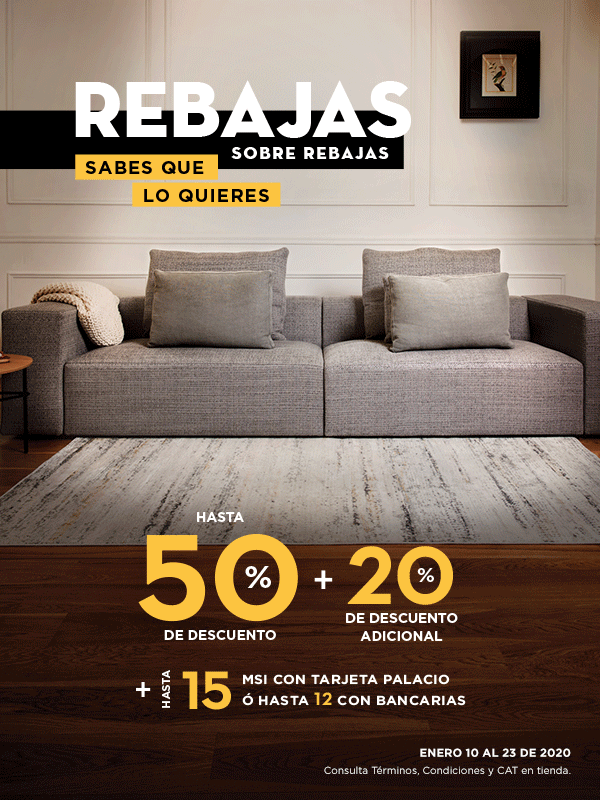 REBAJAS
SOBRE REBAJAS
SABES QUE
LO QUIERES
HASTA
50% + 20%
DE DESCUENTO
DE DESCUENTO
ADICIONAL
+ HASTA 15 MSI CON TARJETA PALACIO
Ó HASTA 12 CON BANCARIAS
ENERO 10 AL 23 DE 2020
Consulta Términos, Condiciones y CAT en tienda.